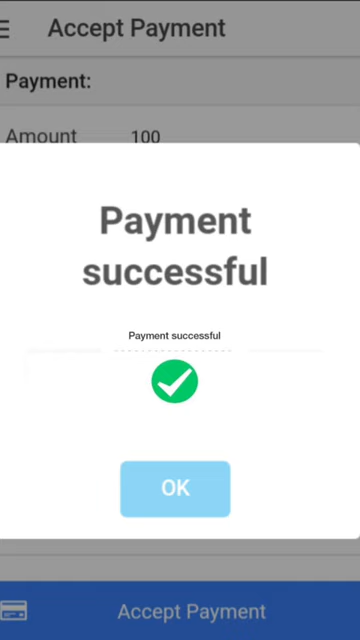 Accept Payment
Payment:
Amount 100
Payment
successful
Payment successful
OK
Accept Payment